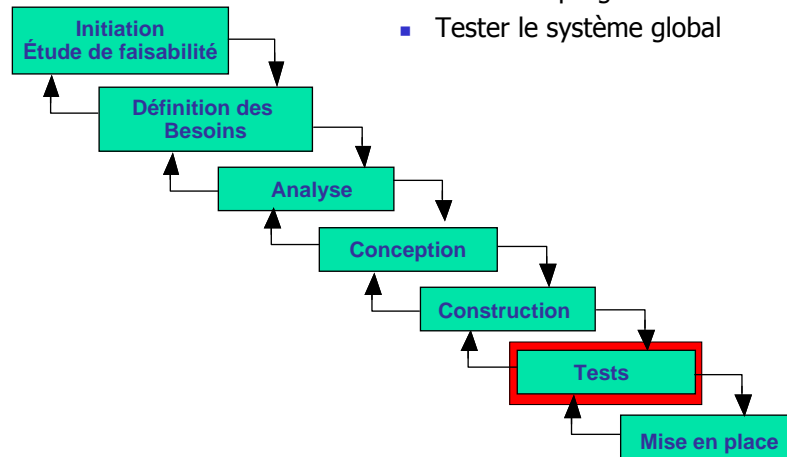 Tester le système global
Initiation
Étude de faisabilité
Définition des
Besoins
Analyse
Conception
Construction
Tests
Mise en place